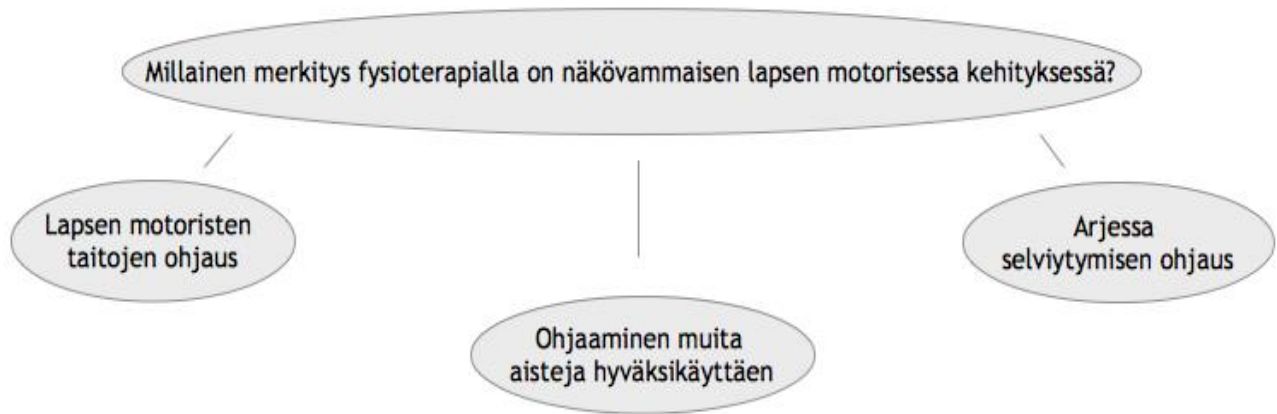 Millainen merkitys fysioterapialla on näkövammaisen lapsen motorisessa kehityksessä?
Lapsen motoristen
taitojen ohjaus
Arjessa
selviytymisen ohjaus
Ohjaaminen muita
aisteja hyväksikäyttäen